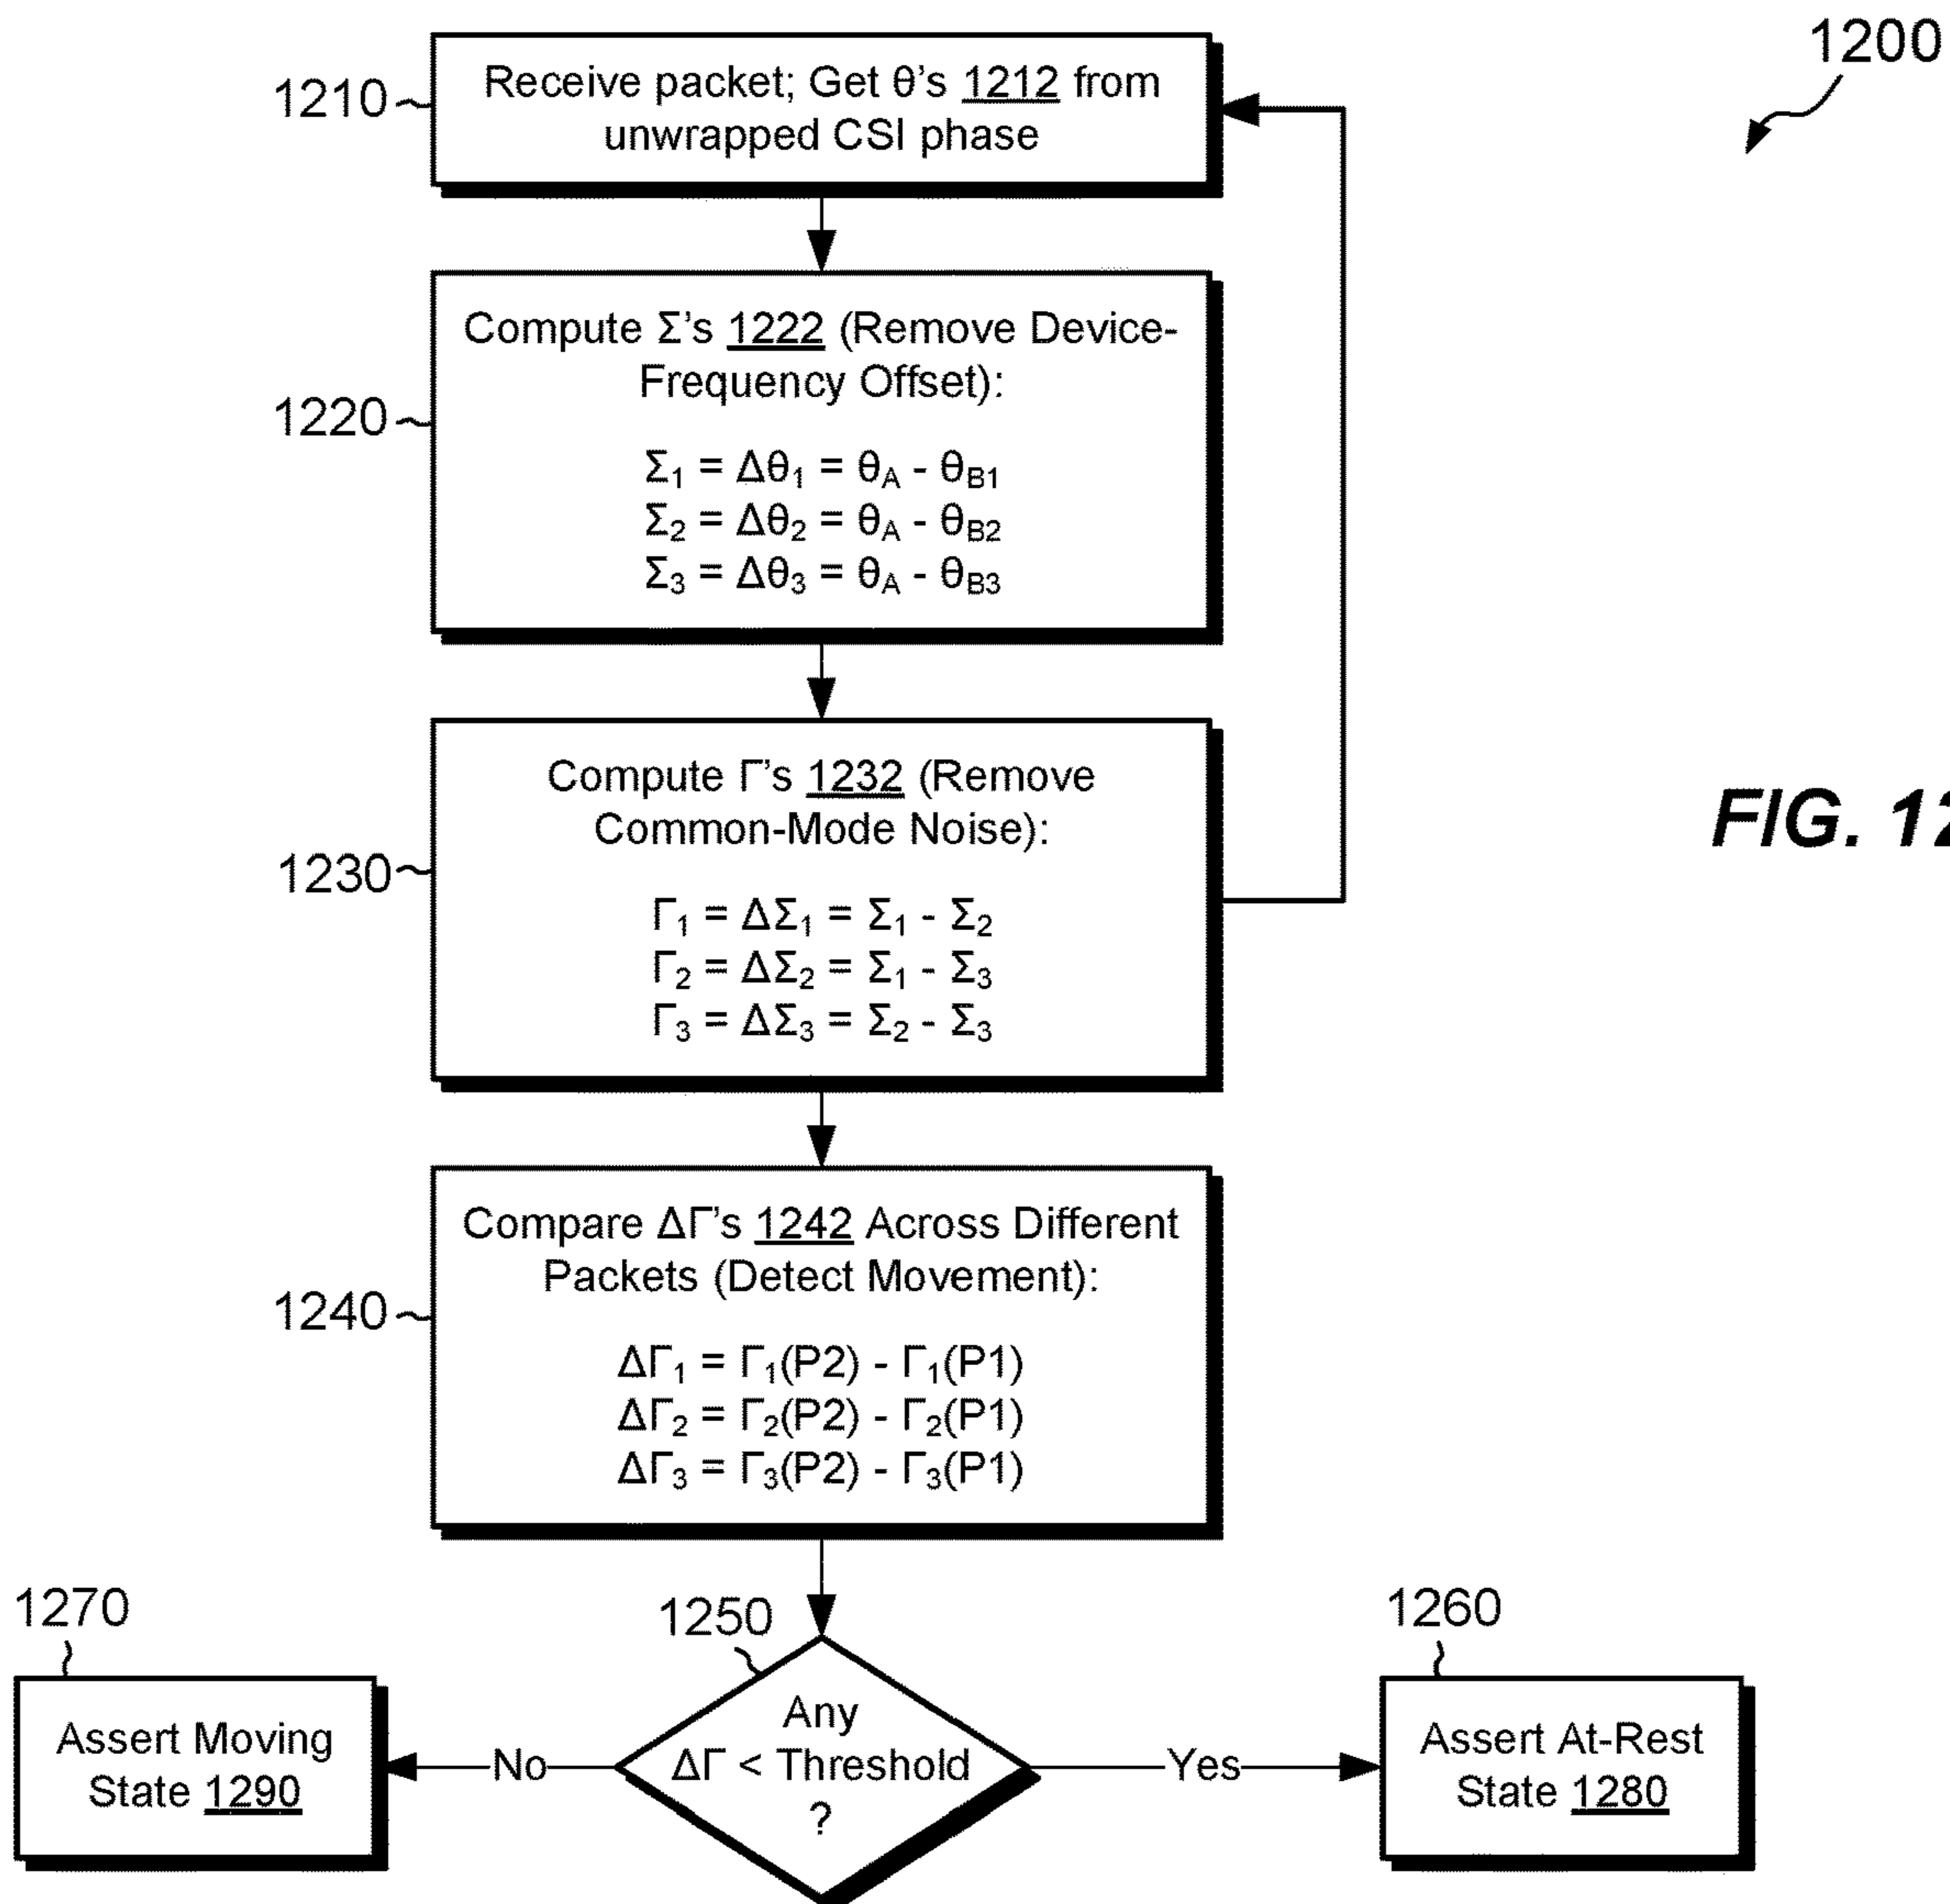 1200
1210
Receive packet; Get θ's 1212 from
unwrapped CSI phase
1220
Compute Σ's 1222 (Remove Device-
Frequency Offset):
Σ1 = Δθ1 = θA - θB1
Σ2 = Δθ2 = θA - θB2
Σ3 = Δθ3 = θA - θB3
FIG. 12
1230
Compute Γ's 1232 (Remove
Common-Mode Noise):
Γ1 = ΔΣ1 = Σ1 - Σ2
Γ2 = ΔΣ2 = Σ1 - Σ3
Γ3 = ΔΣ3 = Σ2 - Σ3
1240
Compare ΔΓ's 1242 Across Different
Packets (Detect Movement):
ΔΓ1 = Γ1(P2) - Γ1(P1)
ΔΓ2 = Γ2(P2) - Γ2(P1)
ΔΓ3 = Γ3(P2) - Γ3(P1)
1270
Assert Moving
State 1290
No
1250
Any
ΔΓ < Threshold
?
Yes
1260
Assert At-Rest
State 1280